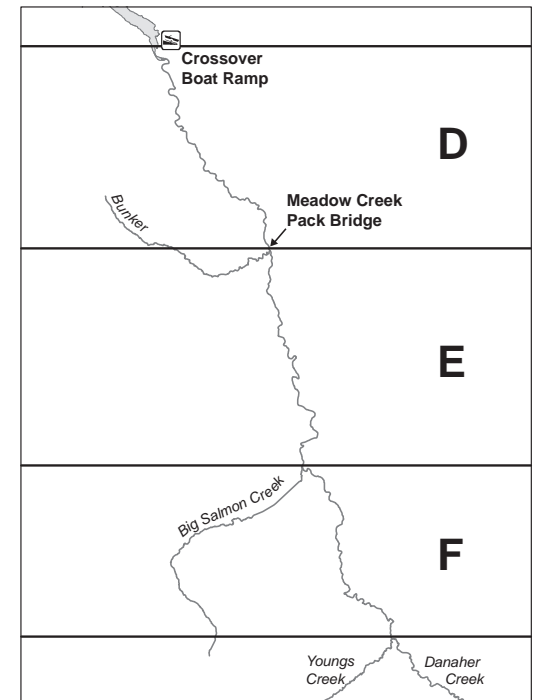 Crossover
Boat Ramp
D
Bunker
Meadow Creek
Pack Bridge
E
Big Salmon Creek
F
Youngs
Creek
Danaher
Creek